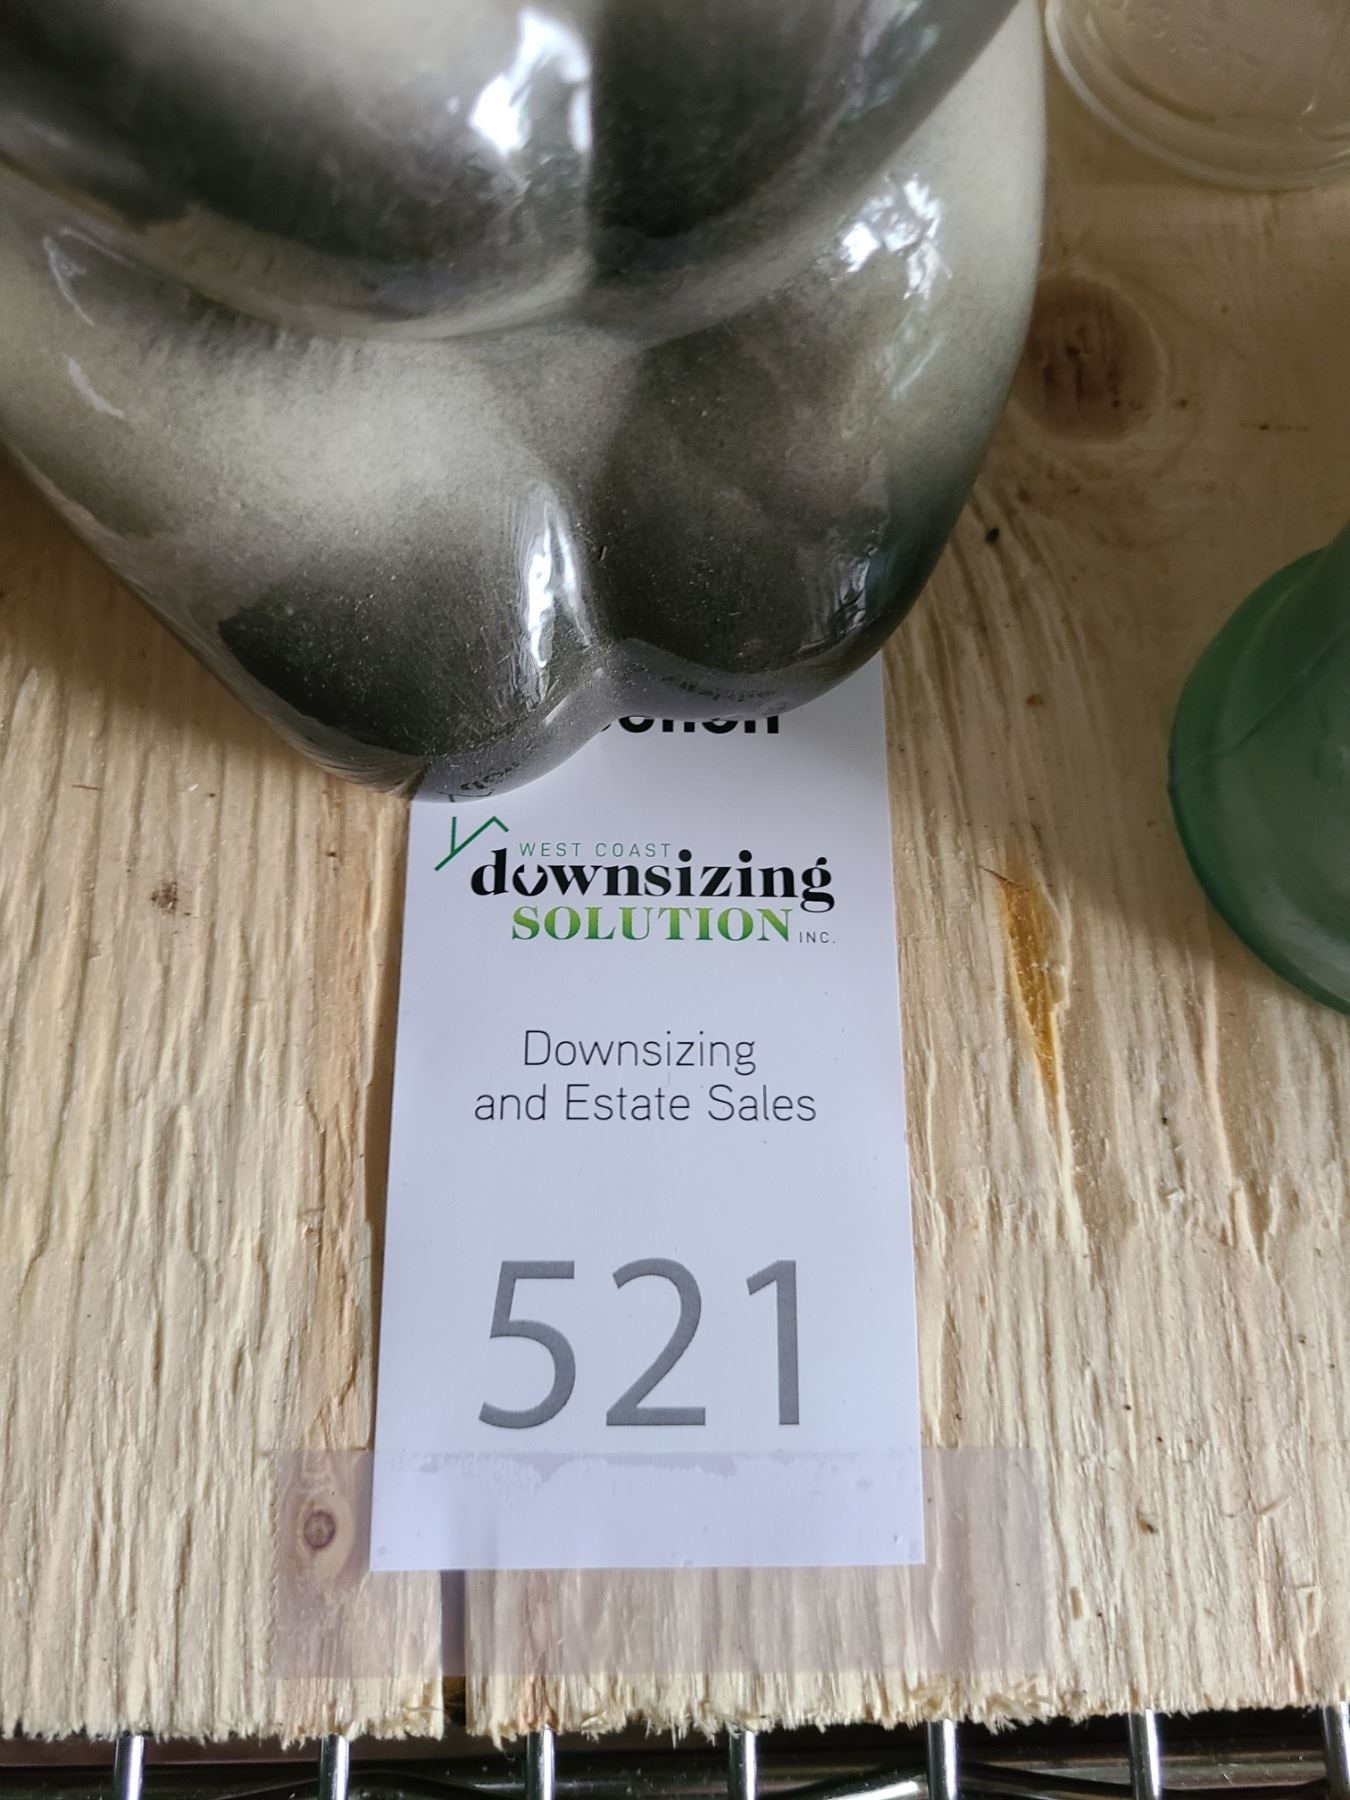 WEST COAST
downsizing
SOLUTION INC.
Downsizing
and Estate Sales
521